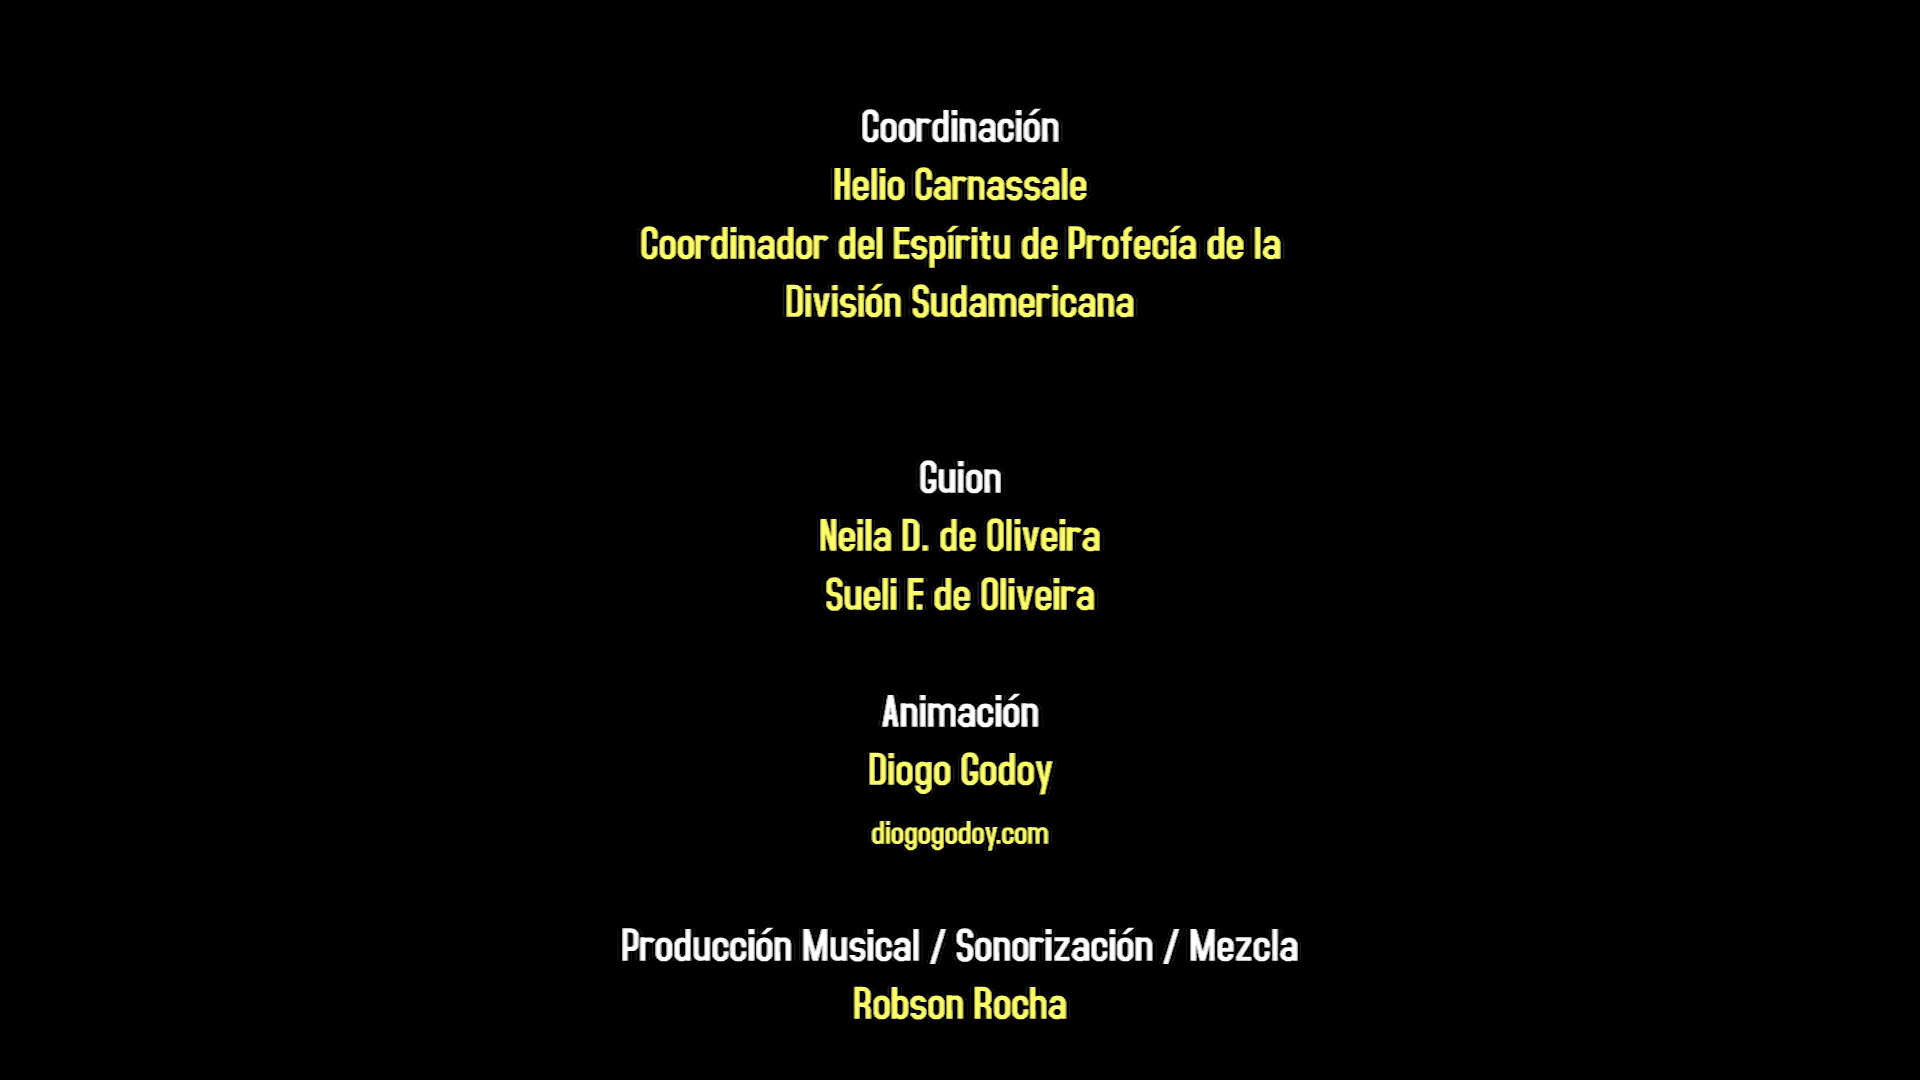 Coordinación
Helio Carnassale
Coordinador del Espíritu de Profecía de la
División Sudamericana
Guion
Neila D. de Oliveira
Sueli F. de Oliveira
Animación
Diogo Godoy
diogogodoy.com
Producción Musical / Sonorización / Mezcla
Robson Rocha